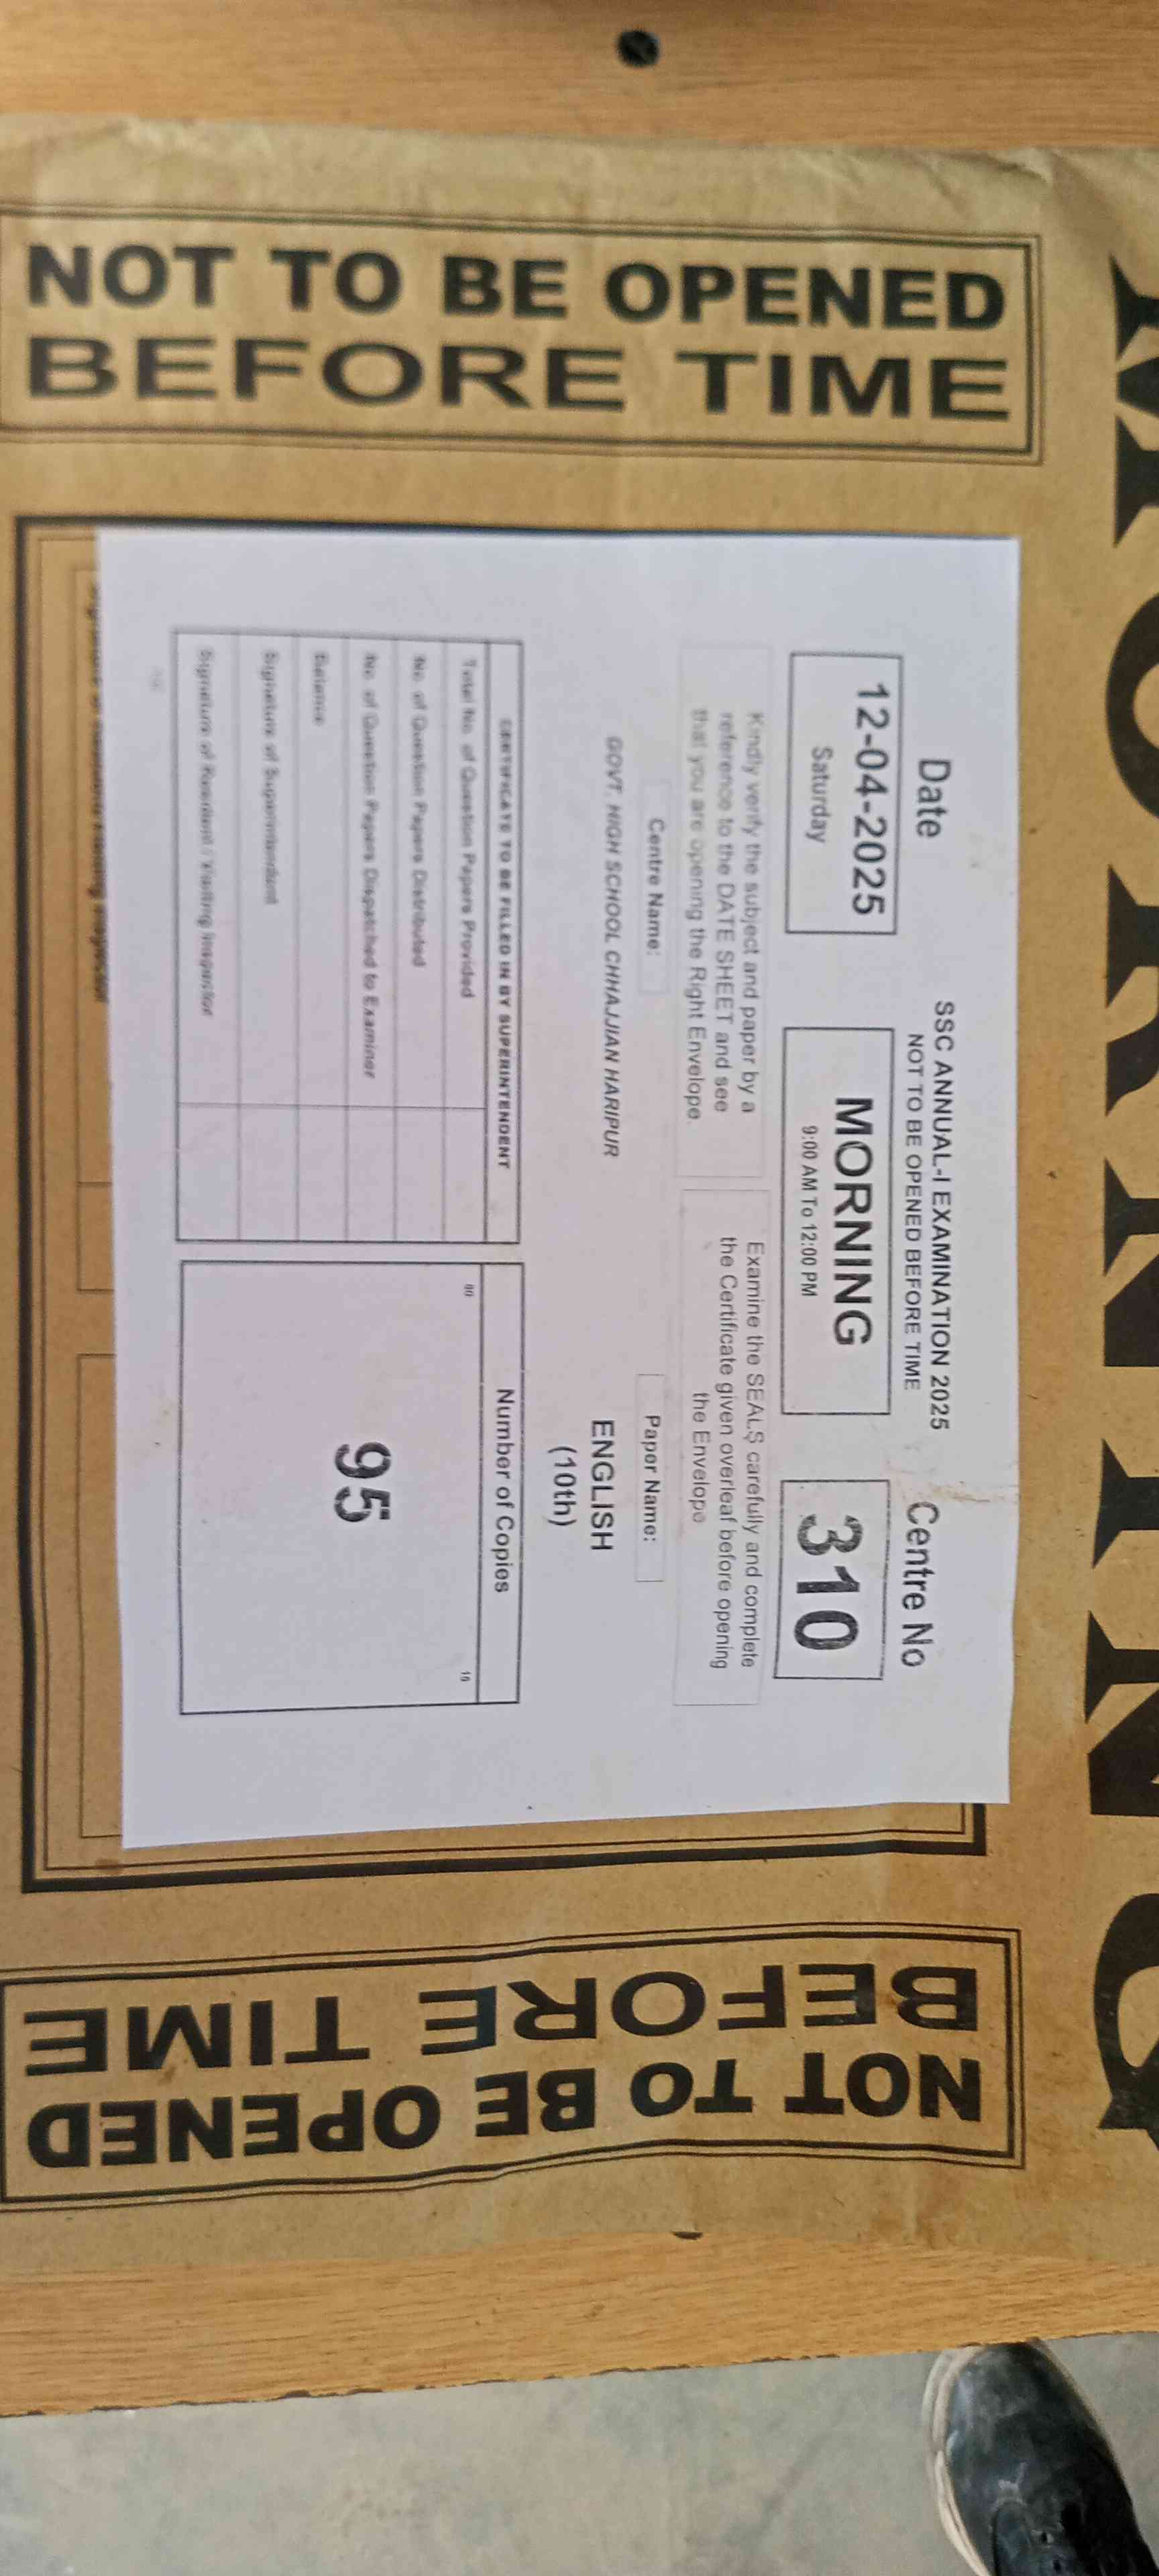 MORNING
NOT TO BE OPENED
BEFORE TIME
SSC ANNUAL-I EXAMINATION 2025
NOT TO BE OPENED BEFORE TIME
Date
12-04-2025
Saturday
MORNING
9:00 AM To 12:00 PM
Centre No
310
Kindly verify the subject and paper by a
reference to the DATE SHEET and see
that you are opening the Right Envelope.
Examine the SEALS carefully and complete
the Certificate given overleaf before opening
the Envelope
Centre Name:
GOVT. HIGH SCHOOL CHHAJJIAN HARIPUR
Paper Name:
ENGLISH
(10th)
CERTIFICATE TO BE FILLED IN BY SUPERINTENDENT
Total No. of Question Papers Provided
No. of Question Papers Distributed
No. of Question Papers Dispatched to Examiner
Balance
Signature of Superintendent
Signature of Resident / Visiting Inspector
Number of Copies
80
15
95
NOT TO BE OPENED
BEFORE TIME